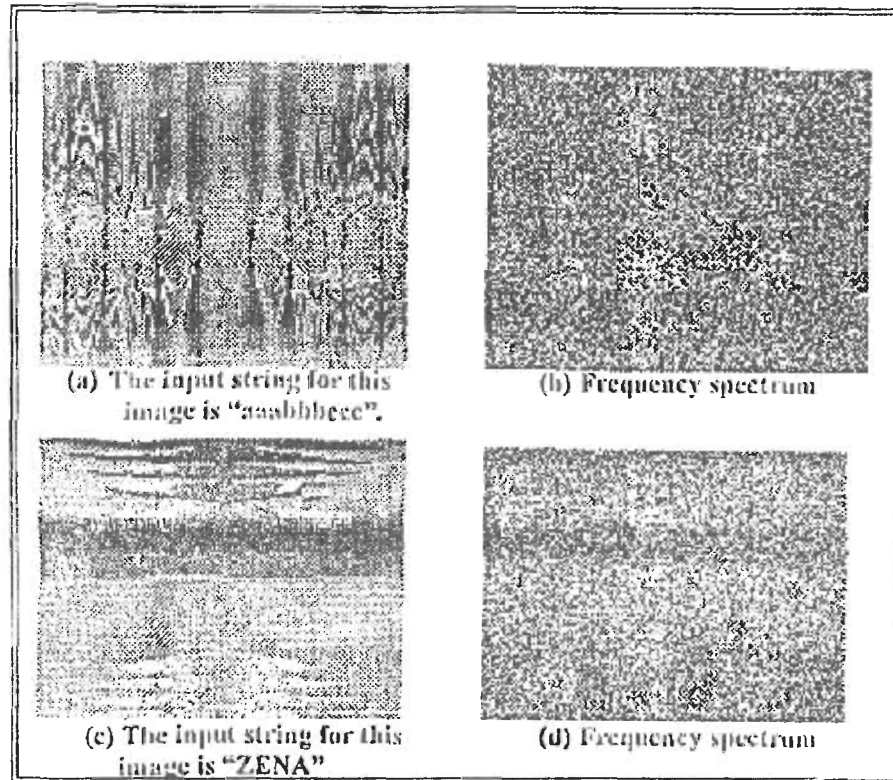 (a) The input string for this
image is "aaabbbccc".
(b) Frequency spectrum
(c) The input string for this
image is "ZENA"
(d) Frequency spectrum